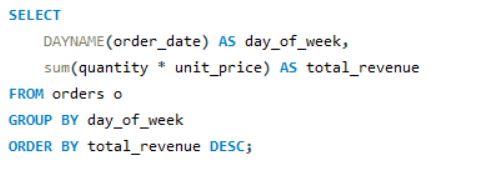 SELECT
    DAYNAME(order_date) AS day_of_week,
    sum(quantity * unit_price) AS total_revenue
FROM orders o
GROUP BY day_of_week
ORDER BY total_revenue DESC;